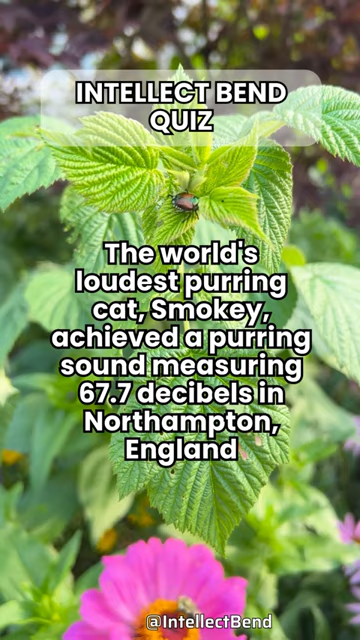 INTELLECT BEND
QUIZ
The world's
loudest purring
cat, Smokey,
achieved a purring
sound measuring
67.7 decibels in
Northampton,
England
@IntellectBend